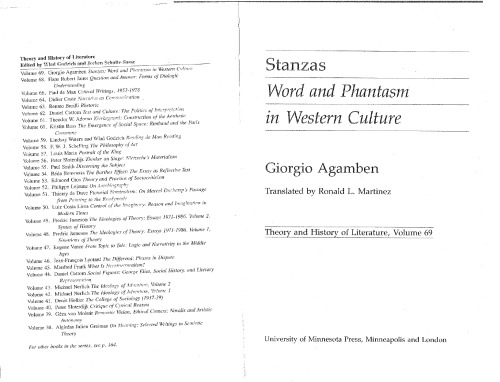 Theory and History of Literature
Edited by Wlad Godzich and Jochen Schulte-Sasse
Volume 69. Giorgio Agamben Stanzas: Word and Phantasm in Western Culture
Volume 68. Hans Robert Jauss Question and Answer: Forms of Dialogic
Understanding
Volume 66. Paul de Man Critical Writings, 1953-1978
Volume 64. Didier Coste Narrative as Communication
Volume 63. Renato Barilli Rhetoric
Volume 62. Daniel Cottom Text and Culture: The Politics of Interpretation
Volume 61. Theodor W. Adorno Kierkegaard: Construction of the Aesthetic
Volume 60. Kristin Ross The Emergence of Social Space: Rimbaud and the Paris
Commune
Volume 59. Lindsay Waters and Wlad Godzich Reading de Man Reading
Volume 58. F. W. J. Schelling The Philosophy of Art
Volume 57. Louis Marin Portrait of the King
Volume 56. Peter Sloterdijk Thinker on Stage: Nietzsche's Materialism
Volume 55. Paul Smith Discerning the Subject
Volume 54. Réda Bensmaïa The Barthes Effect: The Essay as Reflective Text
Volume 53. Edmond Cros Theory and Practice of Sociocriticism
Volume 52. Philippe Lejeune On Autobiography
Volume 51. Thierry de Duve Pictorial Nominalism: On Marcel Duchamp's Passage
from Painting to the Readymade
Volume 50. Luiz Costa Lima Control of the Imaginary: Reason and Imagination in
Modern Times
Volume 49. Fredric Jameson The Ideologies of Theory: Essays 1971-1986, Volume 2.
Syntax of History
Volume 48. Fredric Jameson The Ideologies of Theory: Essays 1971-1986, Volume 1.
Situations of Theory
Volume 47. Eugene Vance From Topic to Tale: Logic and Narrativity in the Middle
Ages
Volume 46. Jean-François Lyotard The Differend: Phrases in Dispute
Volume 45. Manfred Frank What Is Neostructuralism?
Volume 44. Daniel Cottom Social Figures: George Eliot, Social History, and Literary
Representation
Volume 43. Michael Nerlich The Ideology of Adventure, Volume 2
Volume 42. Michael Nerlich The Ideology of Adventure, Volume 1
Volume 41. Denis Hollier The College of Sociology (1937-39)
Volume 40. Peter Sloterdijk Critique of Cynical Reason
Volume 39. Géza von Molnár Romantic Vision, Ethical Context: Novalis and Artistic
Autonomy
Volume 38. Algirdas Julien Greimas On Meaning: Selected Writings in Semiotic
Theory
For other books in the series, see p. 164.
Stanzas
Word and Phantasm
in Western Culture
Giorgio Agamben
Translated by Ronald L. Martinez
Theory and History of Literature, Volume 69
University of Minnesota Press, Minneapolis and London